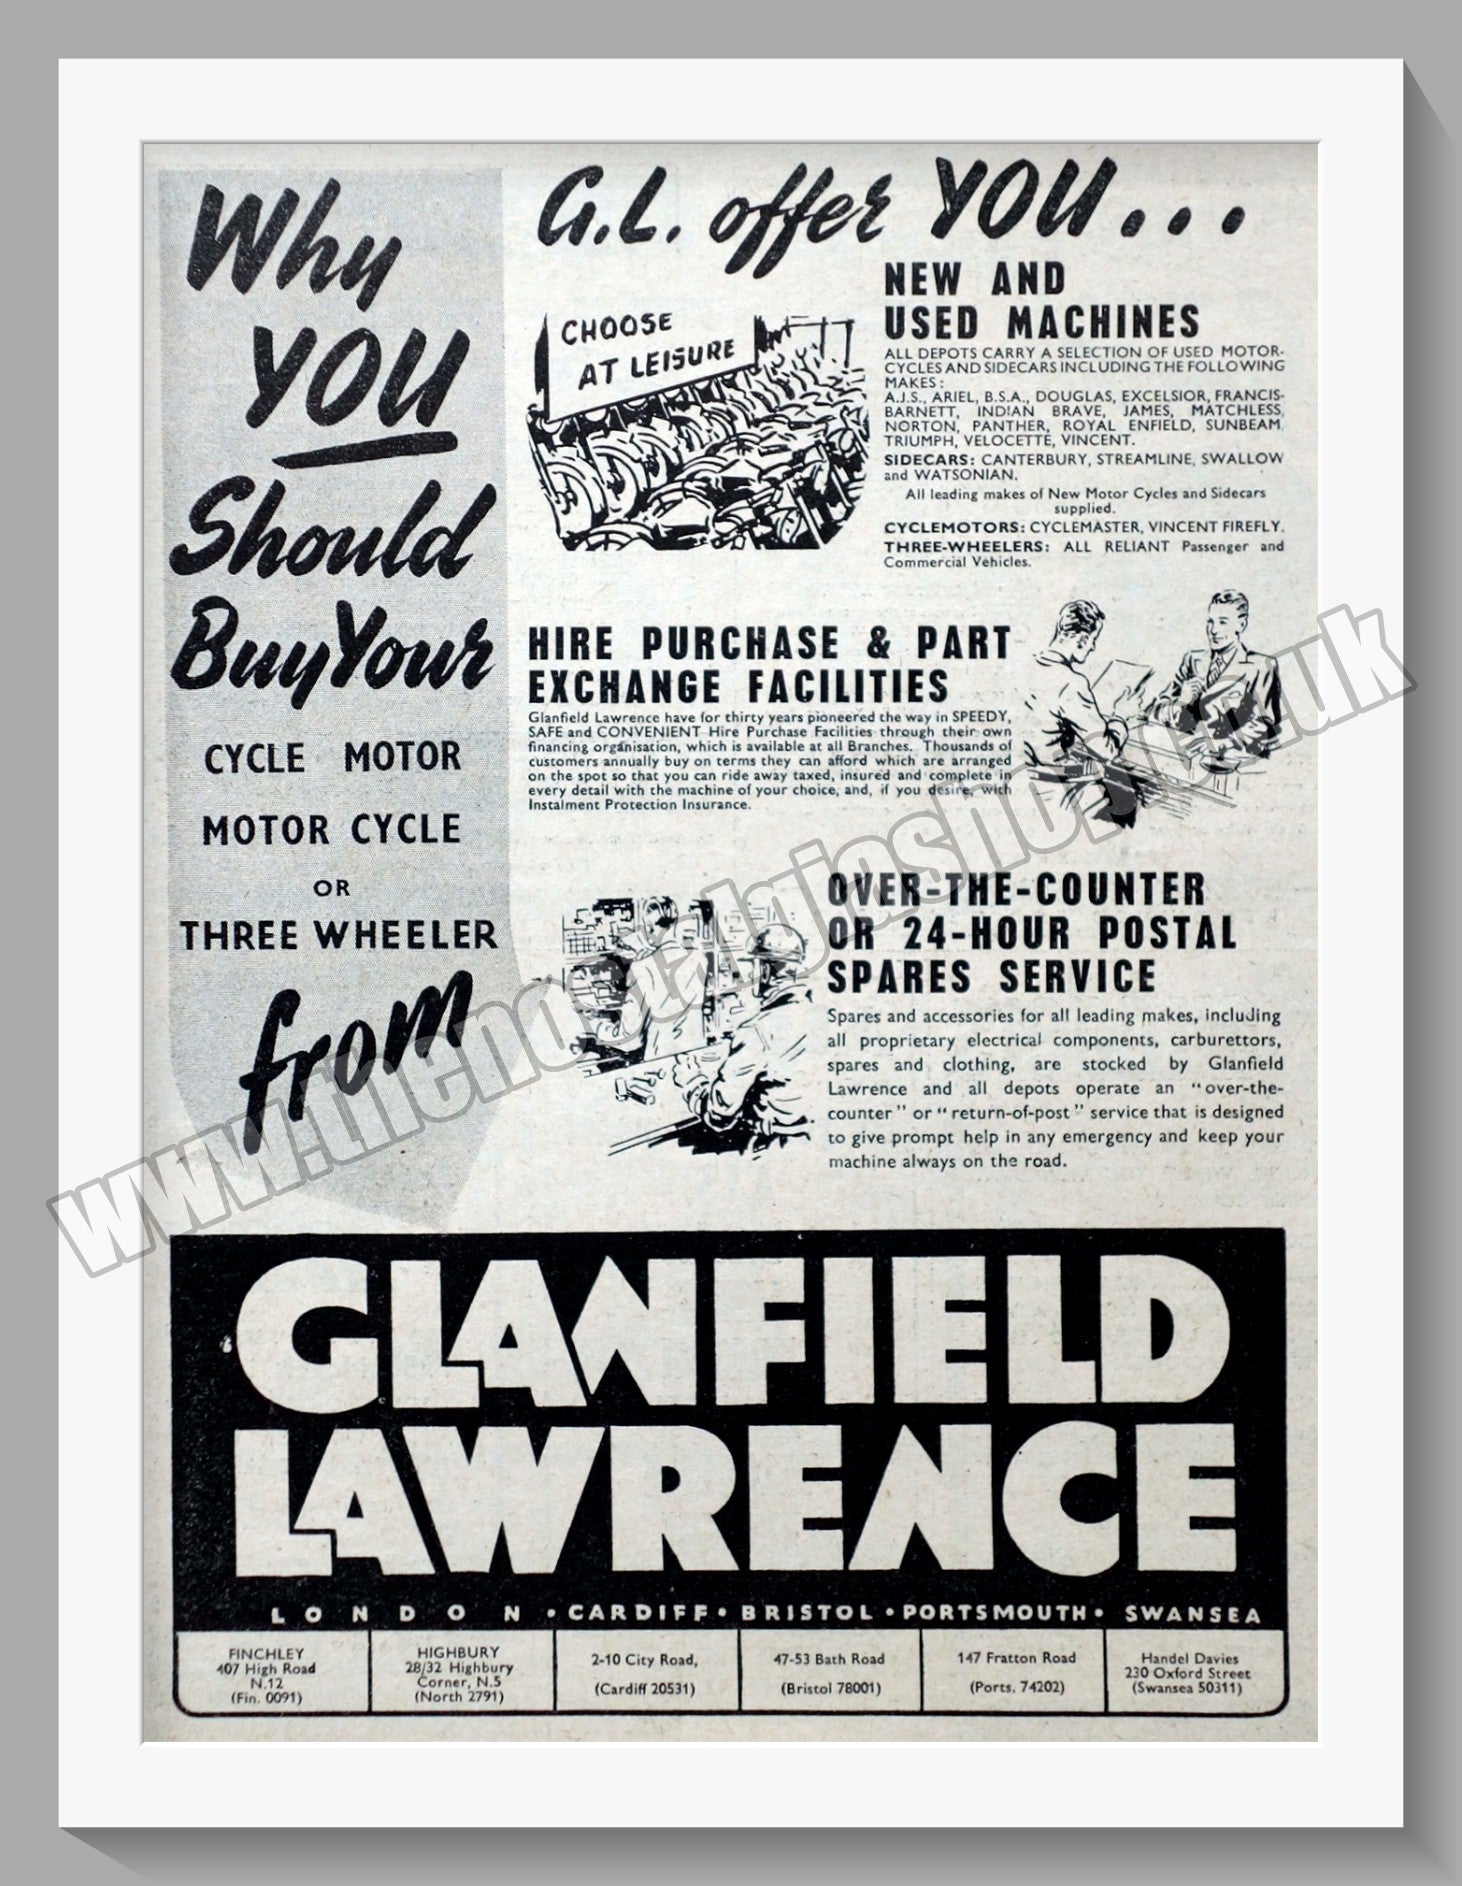 Why
YOU
Should
Buy Your
CYCLE MOTOR
MOTOR CYCLE
OR
THREE WHEELER
from
G.L. offer YOU...
CHOOSE
AT LEISURE
NEW AND
USED MACHINES
ALL DEPOTS CARRY A SELECTION OF USED MOTOR-
CYCLES AND SIDECARS INCLUDING THE FOLLOWING
MAKES:
A.J.S., ARIEL, B.S.A., DOUGLAS, EXCELSIOR, FRANCIS-
BARNETT, INDIAN BRAVE, JAMES, MATCHLESS,
NORTON, PANTHER, ROYAL ENFIELD, SUNBEAM,
TRIUMPH, VELOCETTE, VINCENT.
SIDECARS: CANTERBURY, STREAMLINE, SWALLOW
and WATSONIAN.
All leading makes of New Motor Cycles and Sidecars
supplied.
CYCLEMOTORS: CYCLEMASTER, VINCENT FIREFLY.
THREE-WHEELERS: ALL RELIANT Passenger and
Commercial Vehicles.
HIRE PURCHASE & PART
EXCHANGE FACILITIES
Glanfield Lawrence have for thirty years pioneered the way in SPEEDY,
SAFE and CONVENIENT Hire Purchase Facilities through their own
financing organisation, which is available at all Branches. Thousands of
customers annually buy on terms they can afford which are arranged
on the spot so that you can ride away taxed, insured and complete in
every detail with the machine of your choice, and, if you desire, with
Instalment Protection Insurance.
OVER-THE-COUNTER
OR 24-HOUR POSTAL
SPARES SERVICE
Spares and accessories for all leading makes, including
all proprietary electrical components, carburettors,
spares and clothing, are stocked by Glanfield
Lawrence and all depots operate an "over-the-
counter" or "return-of-post" service that is designed
to give prompt help in any emergency and keep your
machine always on the road.
www.thenostalgiashop.co.uk
GLANFIELD
LAWRENCE
LONDON • CARDIFF • BRISTOL • PORTSMOUTH • SWANSEA
FINCHLEY
407 High Road
N.12
(Fin. 0091)
HIGHBURY
28/32 Highbury
Corner, N.5
(North 2791)
2-10 City Road,
(Cardiff 20531)
47-53 Bath Road
(Bristol 78001)
147 Fratton Road
(Ports. 74202)
Handel Davies
230 Oxford Street
(Swansea 50311)